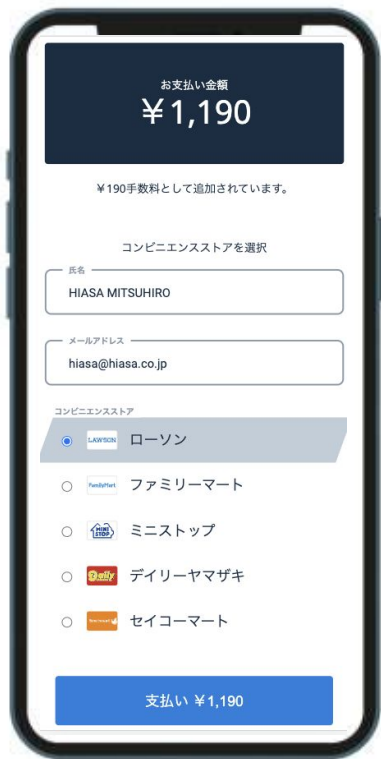 お支払い金額
￥1,190
￥190手数料として追加されています。
コンビニエンスストアを選択
氏名
HIASA MITSUHIRO
メールアドレス
hiasa@hiasa.co.jp
コンビニエンスストア
LAWSON ローソン
FamilyMart ファミリーマート
MINI STOP ミニストップ
Daily デイリーヤマザキ
セイコーマート
支払い ￥1,190